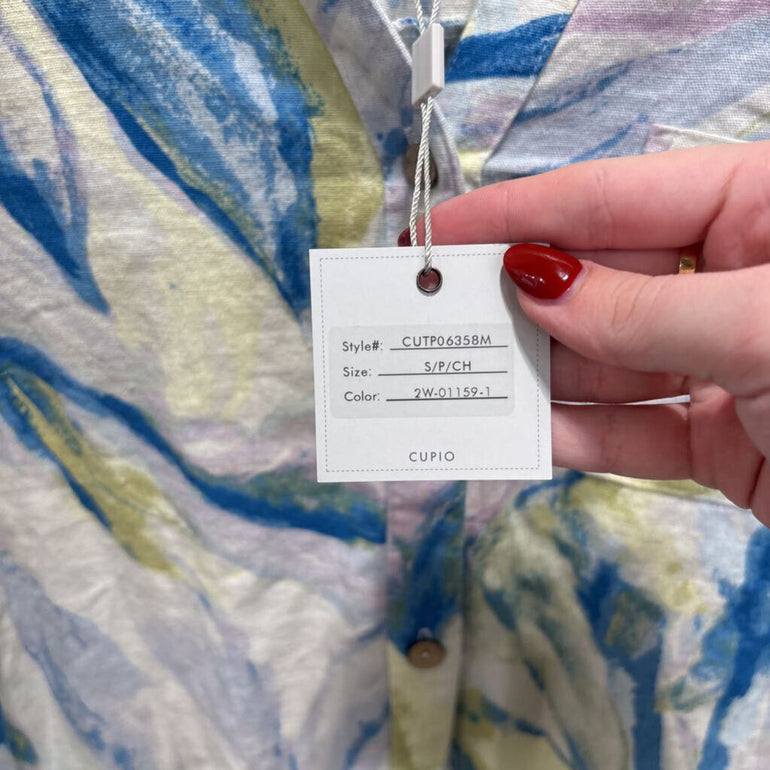 Style#: CUTP06358M
Size: S/P/CH
Color: 2W-01159-1
CUPIO